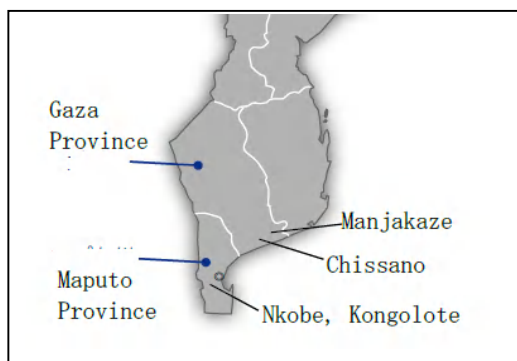 Gaza
Province
Manjakaze
Chissano
Maputo
Province
Nkobe, Kongolote